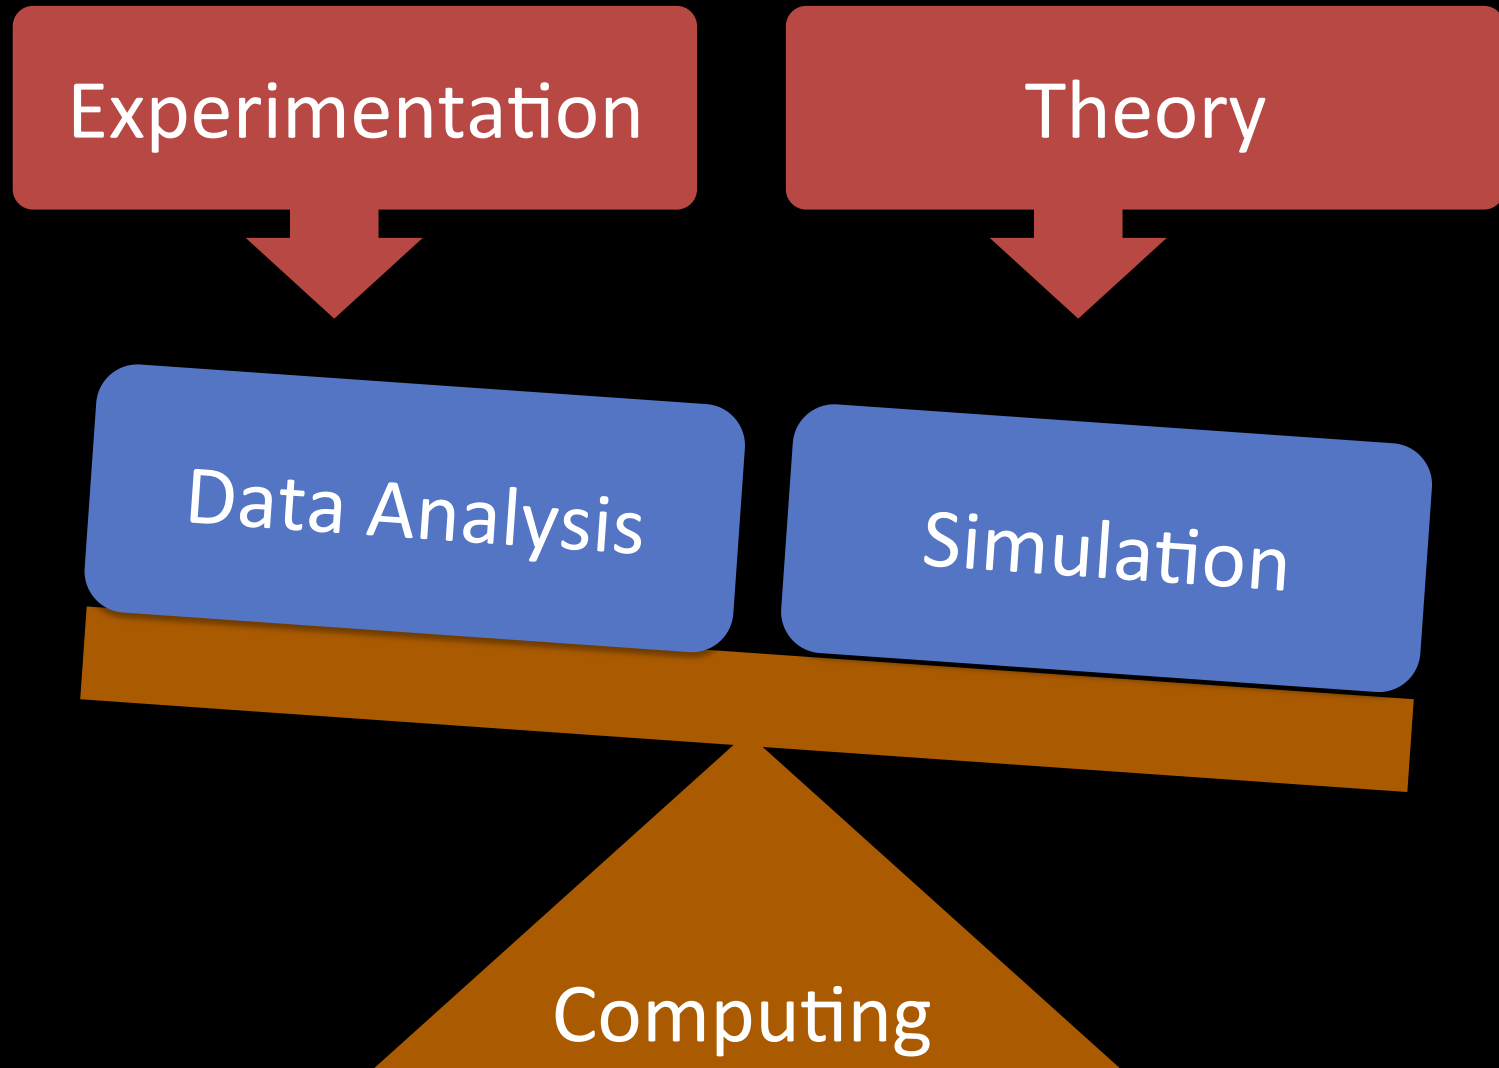 Experimentation
Theory
Data Analysis
Simulation
Computing